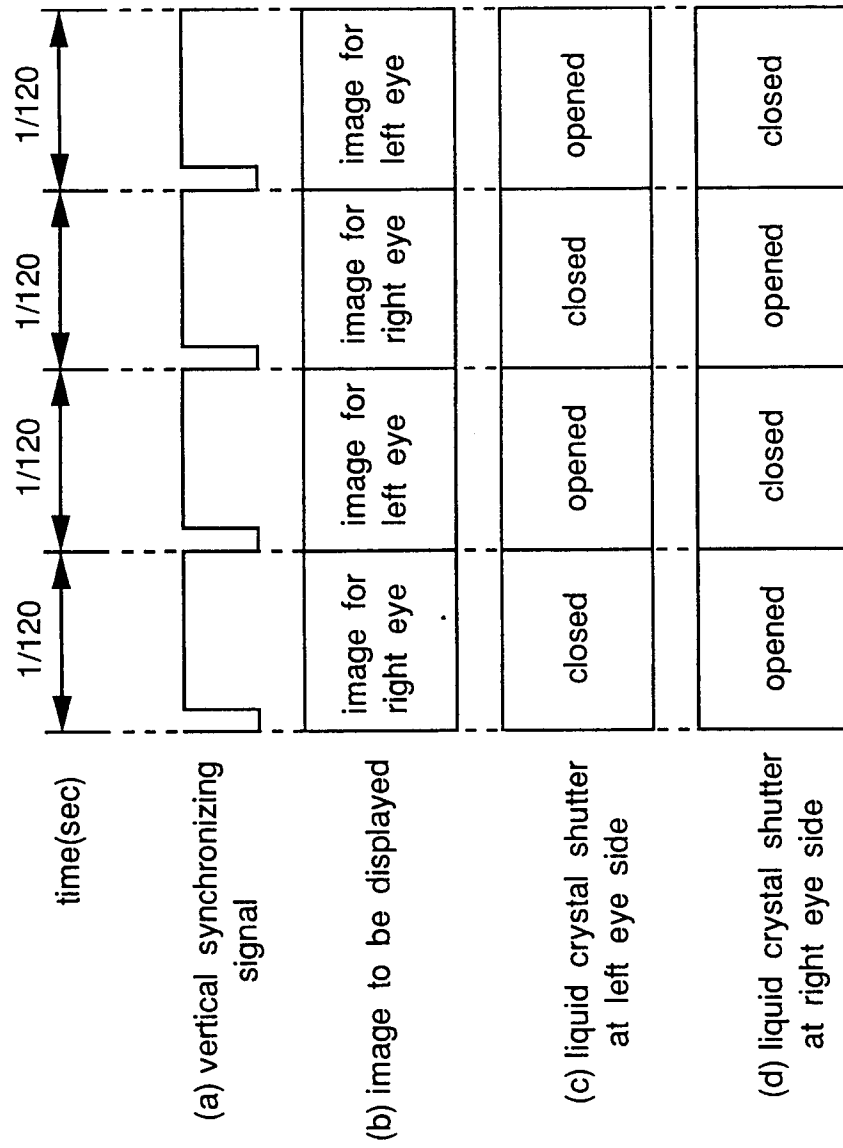 time(sec)
1/120
1/120
1/120
1/120
(a) vertical synchronizing
signal
(b) image to be displayed
image for
right eye
image for
left eye
image for
right eye
image for
left eye
(c) liquid crystal shutter
at left eye side
closed
opened
closed
opened
(d) liquid crystal shutter
at right eye side
opened
closed
opened
closed